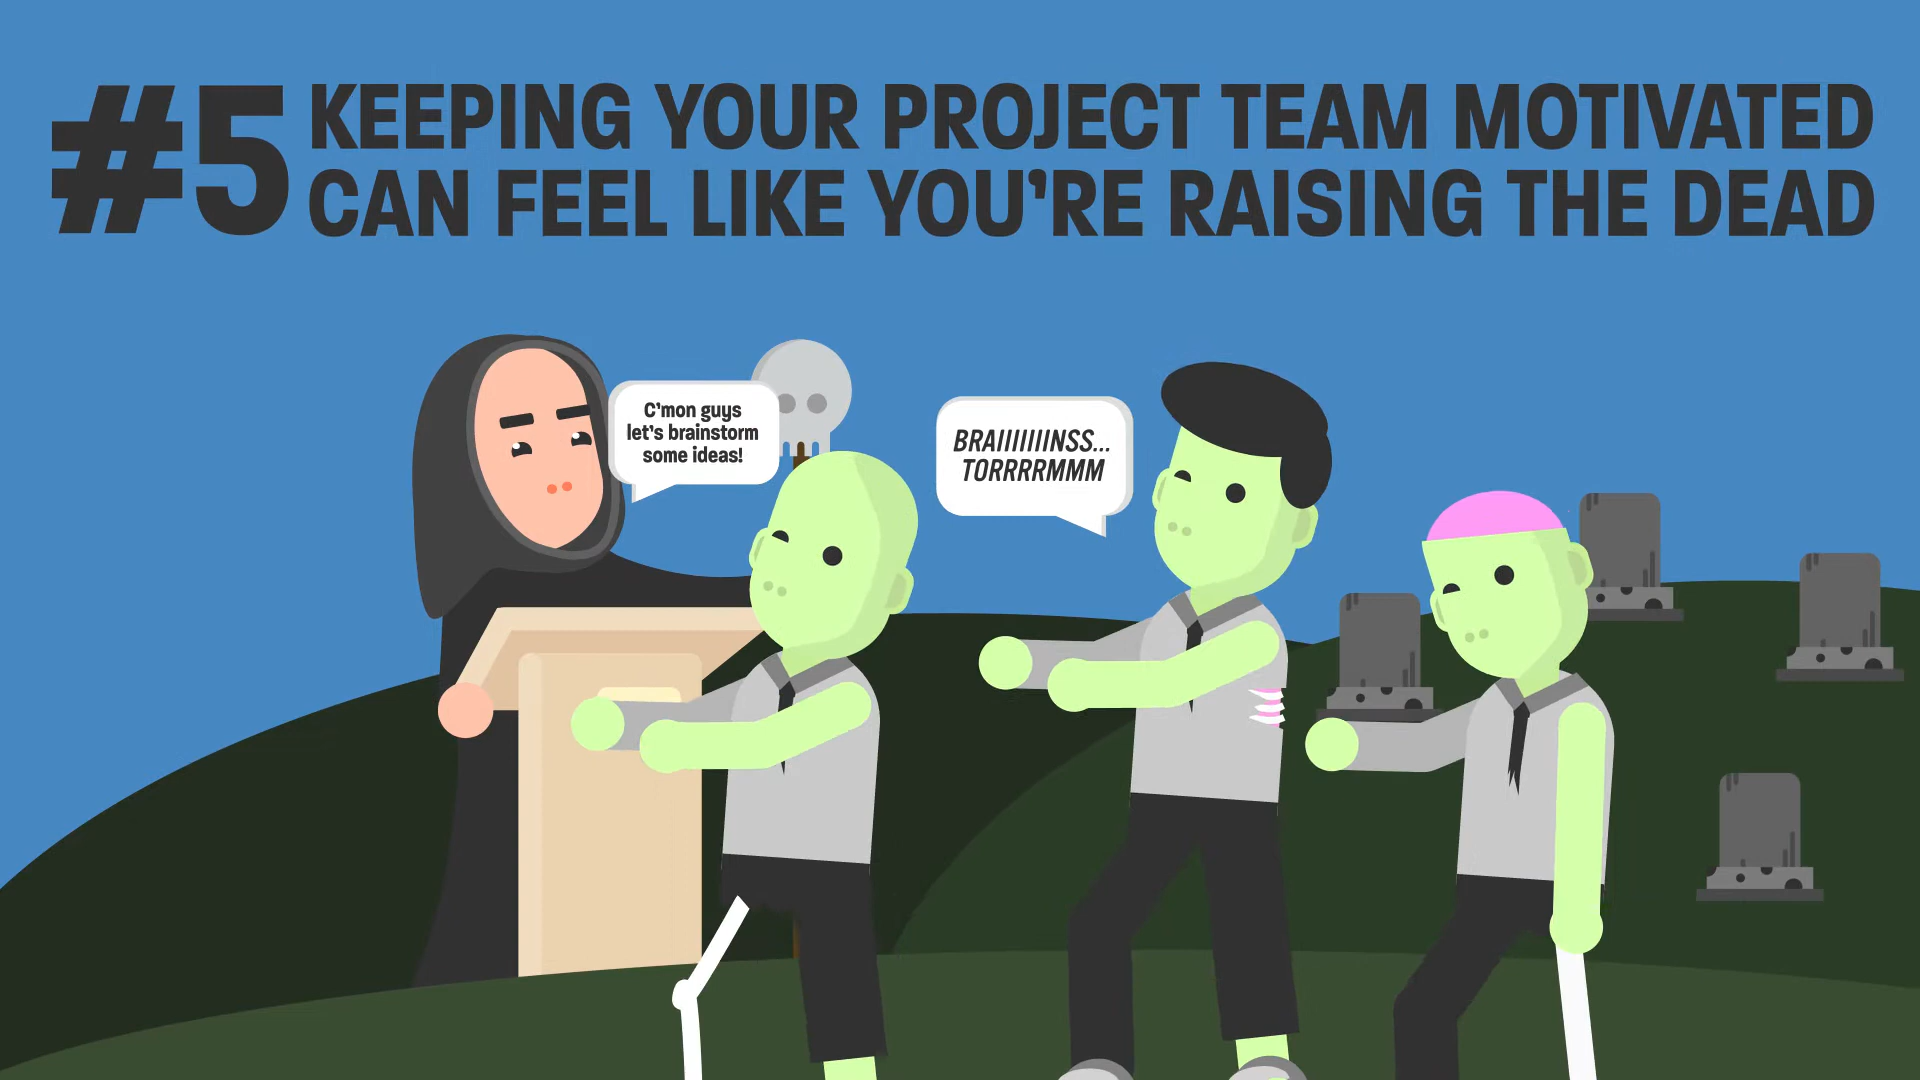 #5 KEEPING YOUR PROJECT TEAM MOTIVATED
CAN FEEL LIKE YOU'RE RAISING THE DEAD
C'mon guys
let's brainstorm
some ideas!
BRAIIIIIIINSS...
TORRRRMMM